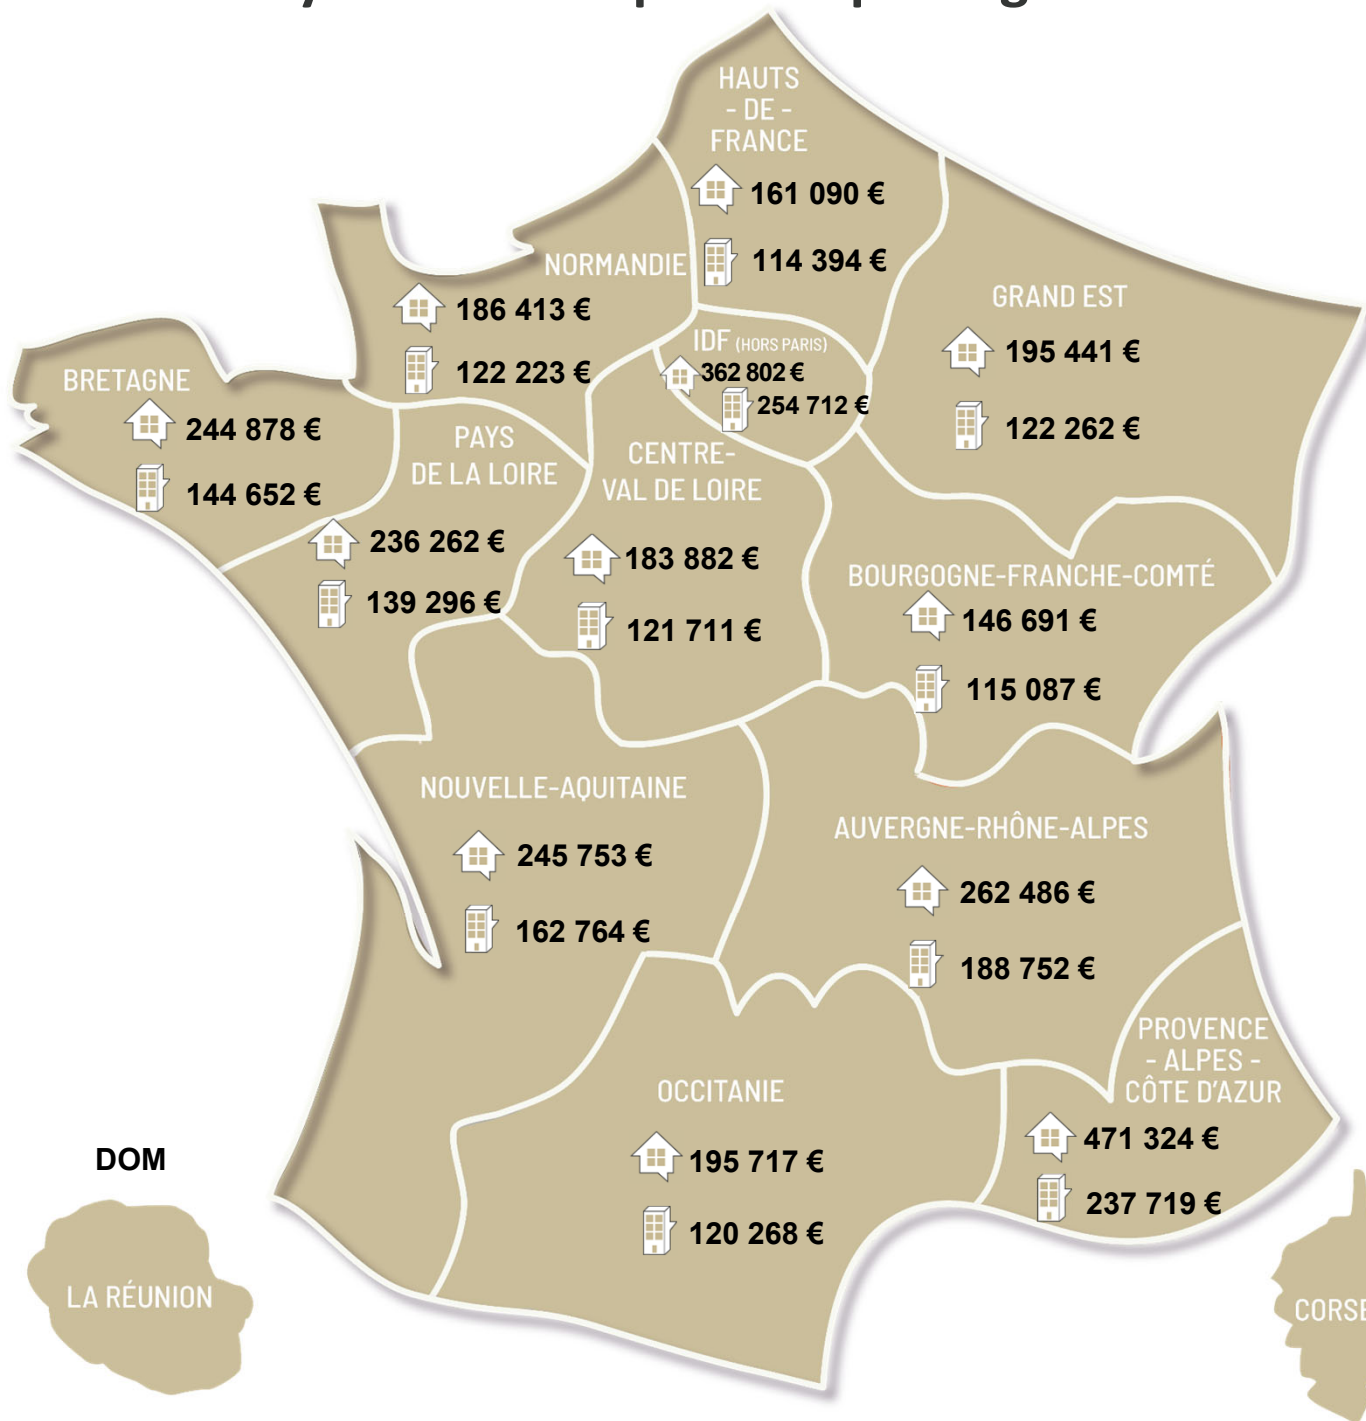 HAUTS
- DE -
FRANCE
161 090 €
114 394 €
NORMANDIE
186 413 €
122 223 €
IDF (HORS PARIS)
362 802 €
254 712 €
GRAND EST
195 441 €
122 262 €
BRETAGNE
244 878 €
144 652 €
PAYS
DE LA LOIRE
236 262 €
139 296 €
CENTRE-
VAL DE LOIRE
183 882 €
121 711 €
BOURGOGNE-FRANCHE-COMTÉ
146 691 €
115 087 €
NOUVELLE-AQUITAINE
245 753 €
162 764 €
AUVERGNE-RHÔNE-ALPES
262 486 €
188 752 €
PROVENCE
- ALPES -
CÔTE D'AZUR
471 324 €
237 719 €
OCCITANIE
195 717 €
120 268 €
DOM
LA RÉUNION
CORSE